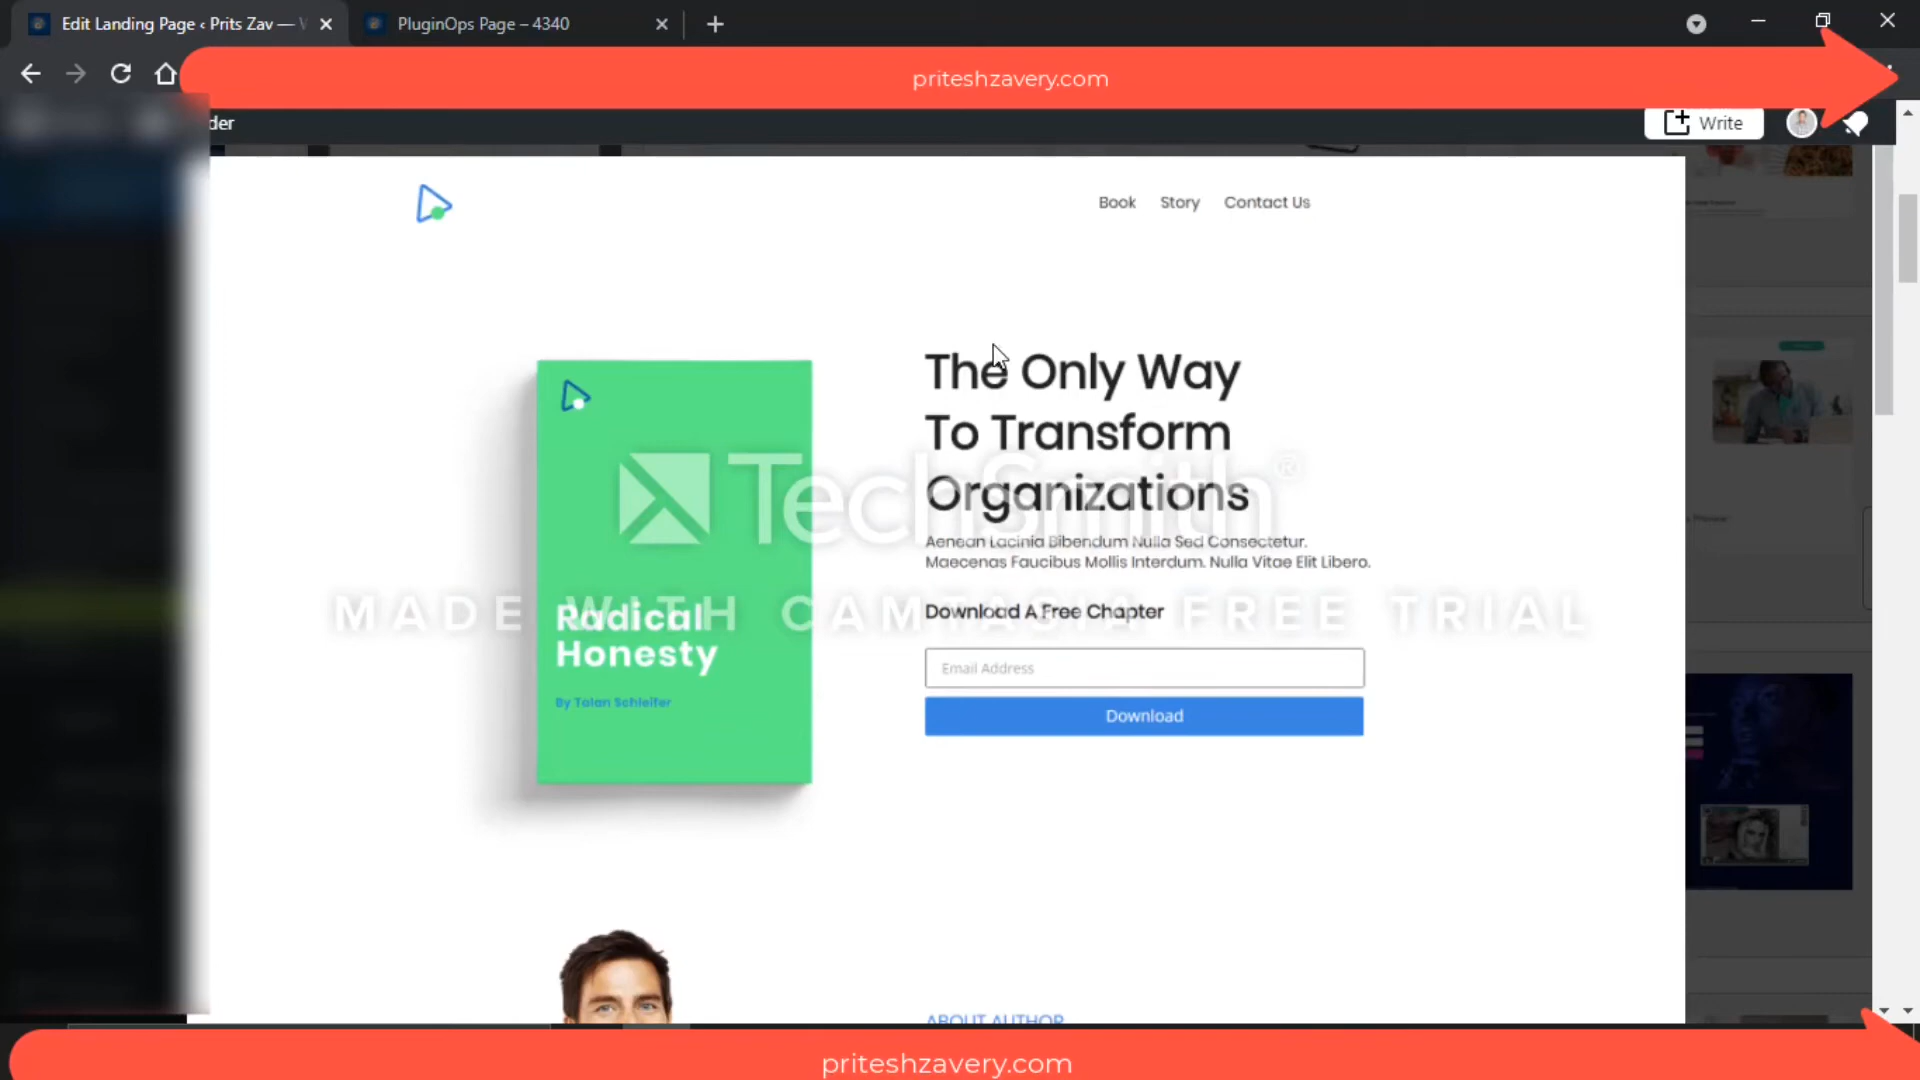 Edit Landing Page ‹ Prits Zav —
PluginOps Page – 4340
priteshzavery.com
der
Write
Book
Story
Contact Us
The Only Way
To Transform
Organizations
Aenean Lacinia Bibendum Nulla Sed Consectetur.
Maecenas Faucibus Mollis Interdum. Nulla Vitae Elit Libero.
TechSmith®
MADE WITH CAMTASIA FREE TRIAL
Download A Free Chapter
Radical
Honesty
By Talan Schleifer
Email Address
Download
ABOUT AUTHOR
priteshzavery.com